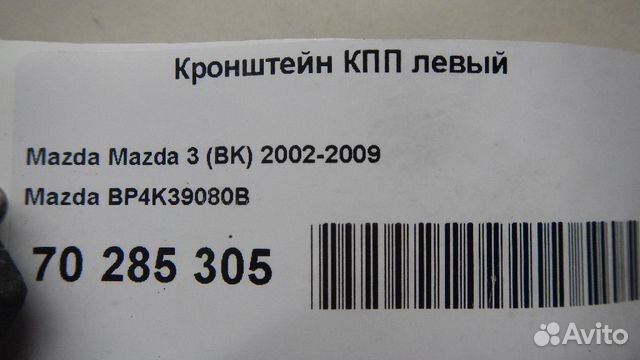 Кронштейн КПП левый
Mazda Mazda 3 (BK) 2002-2009
Mazda BP4K39080B
70 285 305
Avito